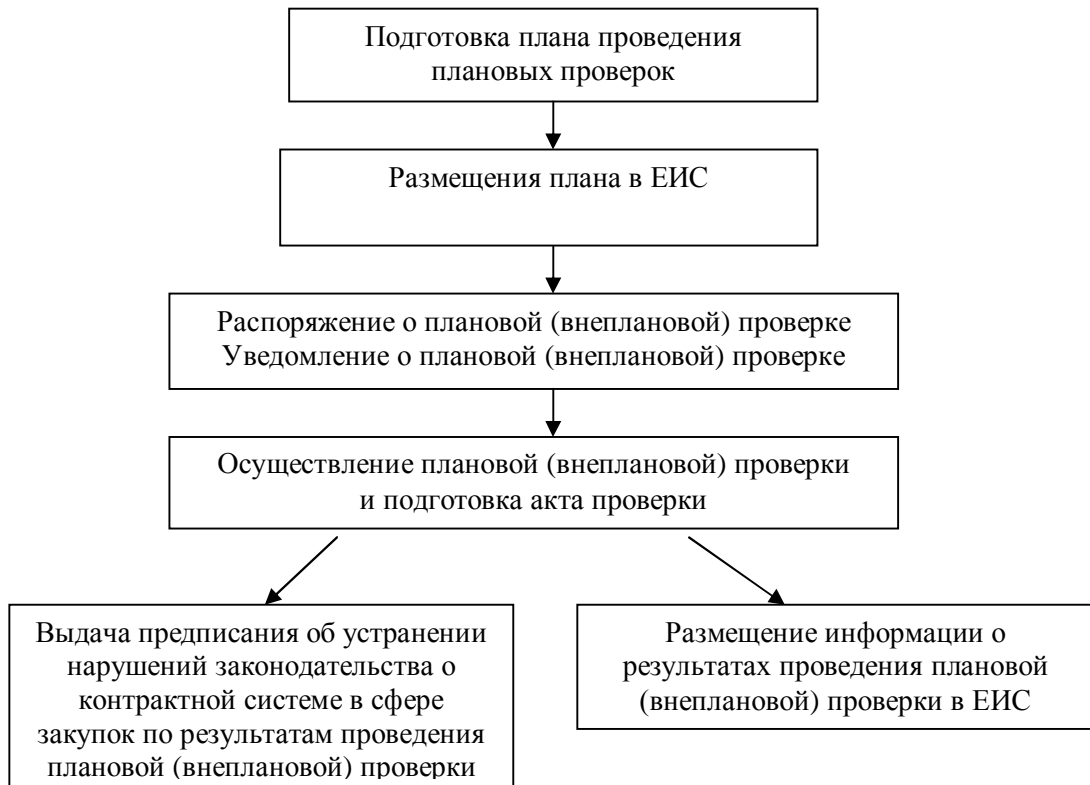 Подготовка плана проведения
плановых проверок
Размещения плана в ЕИС
Распоряжение о плановой (внеплановой) проверке
Уведомление о плановой (внеплановой) проверке
Осуществление плановой (внеплановой) проверки
и подготовка акта проверки
Выдача предписания об устранении
нарушений законодательства о
контрактной системе в сфере
закупок по результатам проведения
плановой (внеплановой) проверки
Размещение информации о
результатах проведения плановой
(внеплановой) проверки в ЕИС